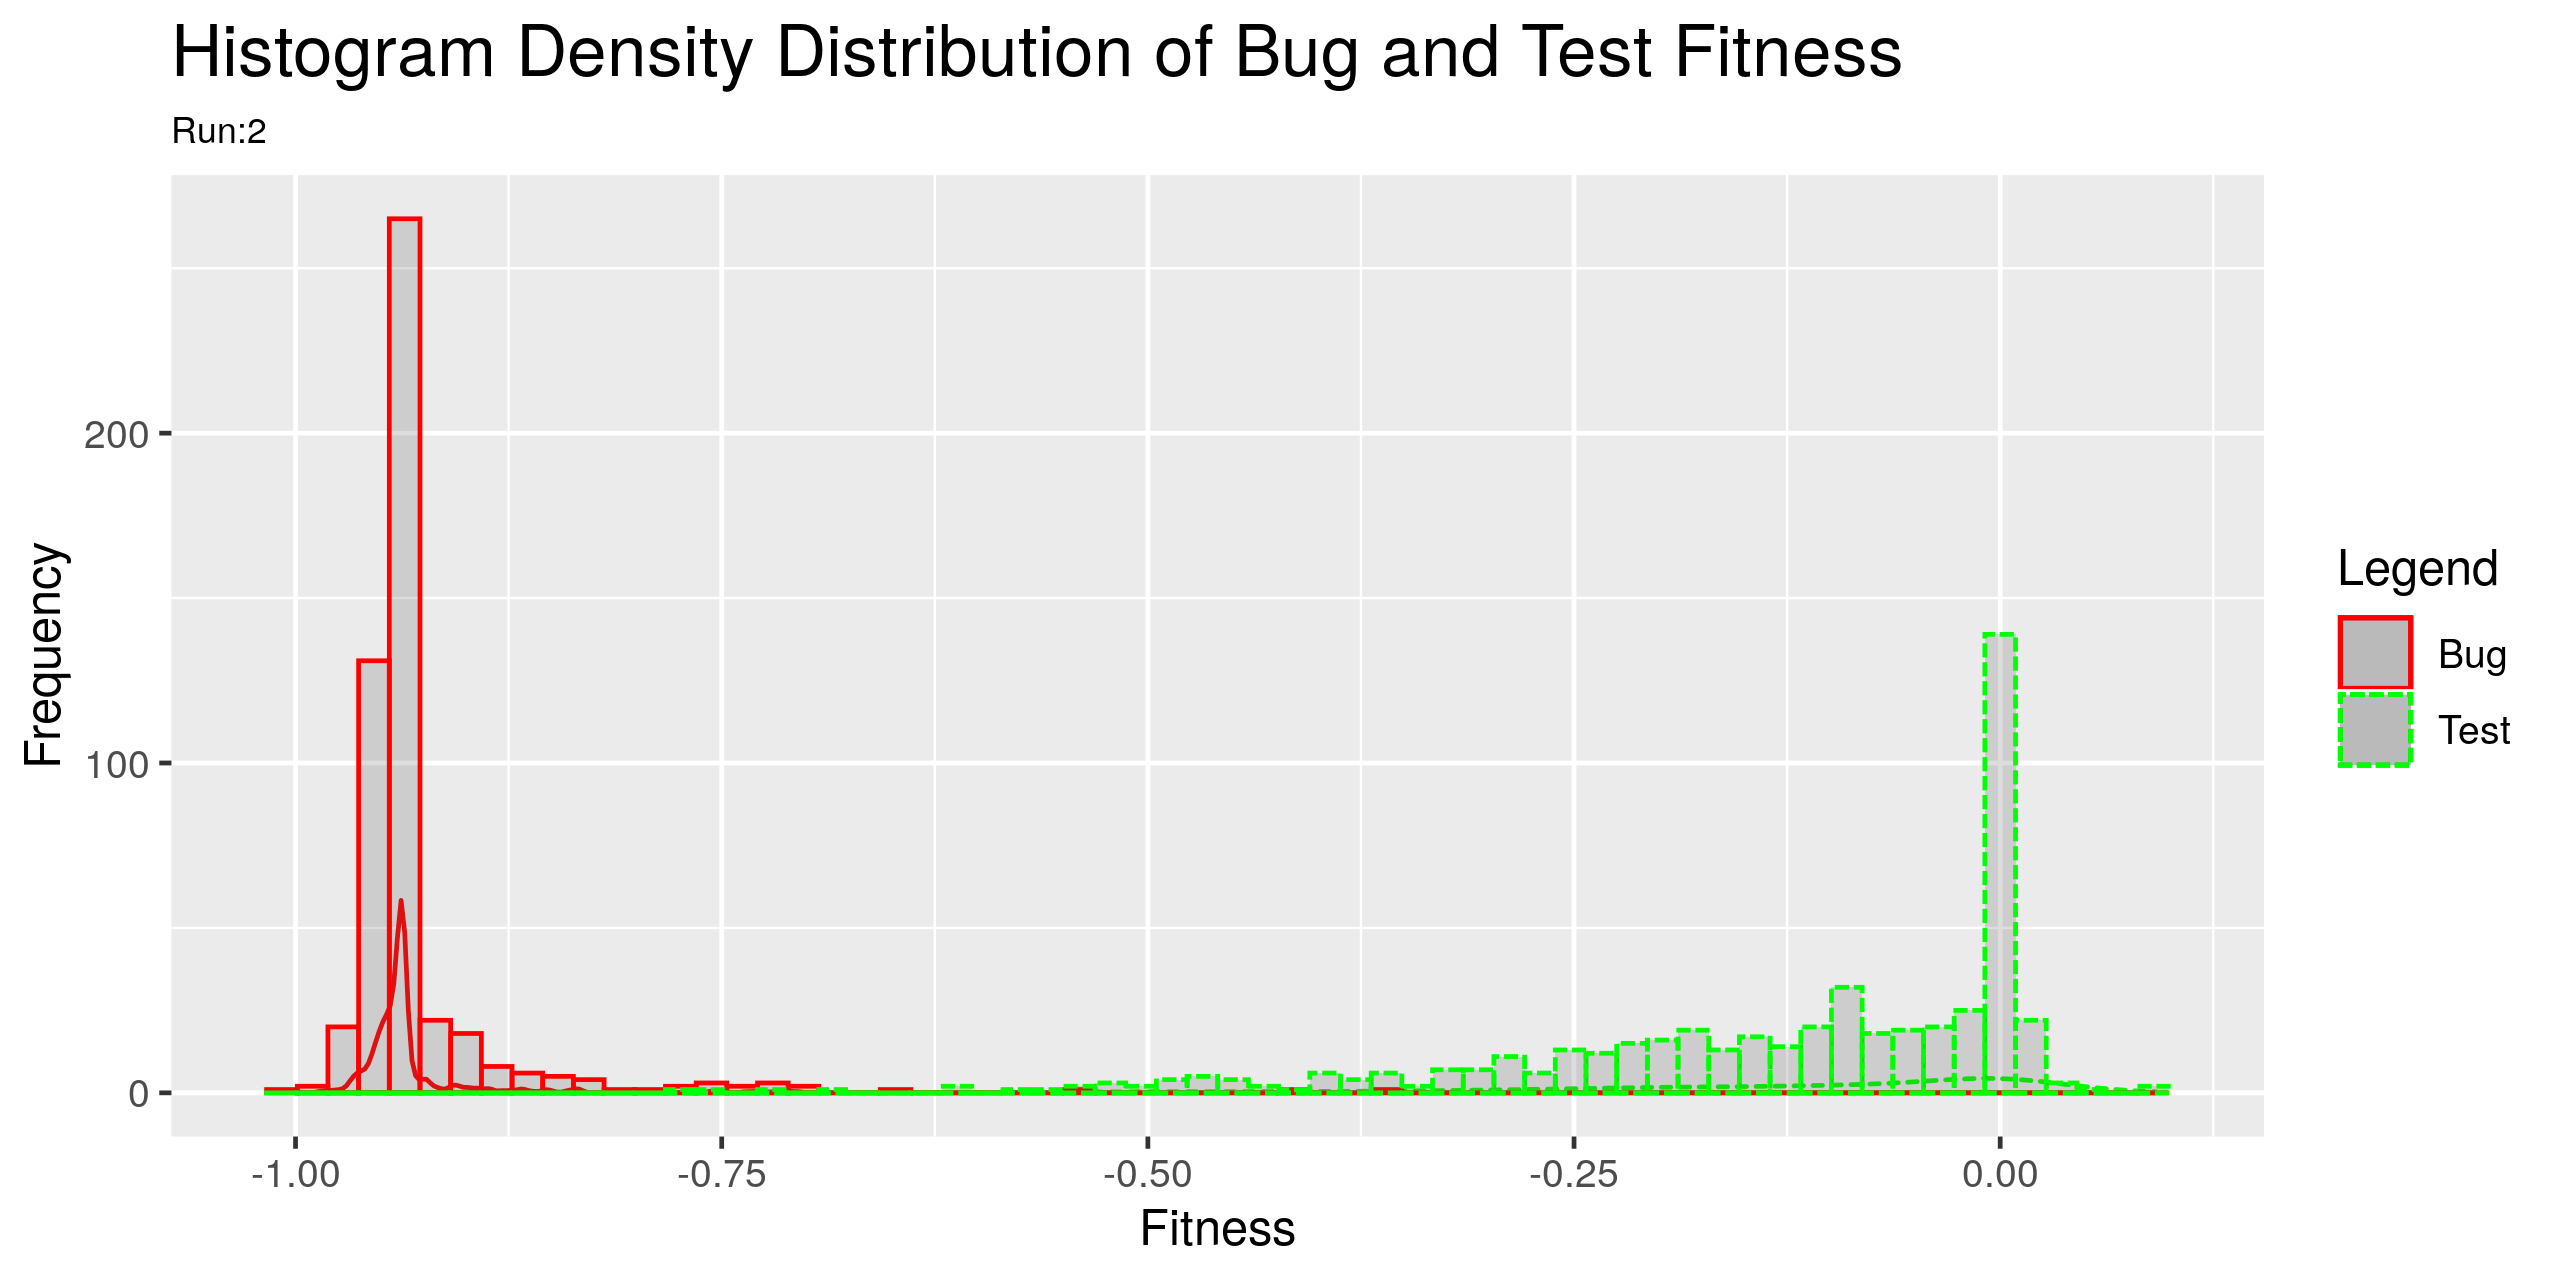 Histogram Density Distribution of Bug and Test Fitness
Run:2
Frequency
200
100
0
-1.00
-0.75
-0.50
-0.25
0.00
Fitness
Legend
Bug
Test